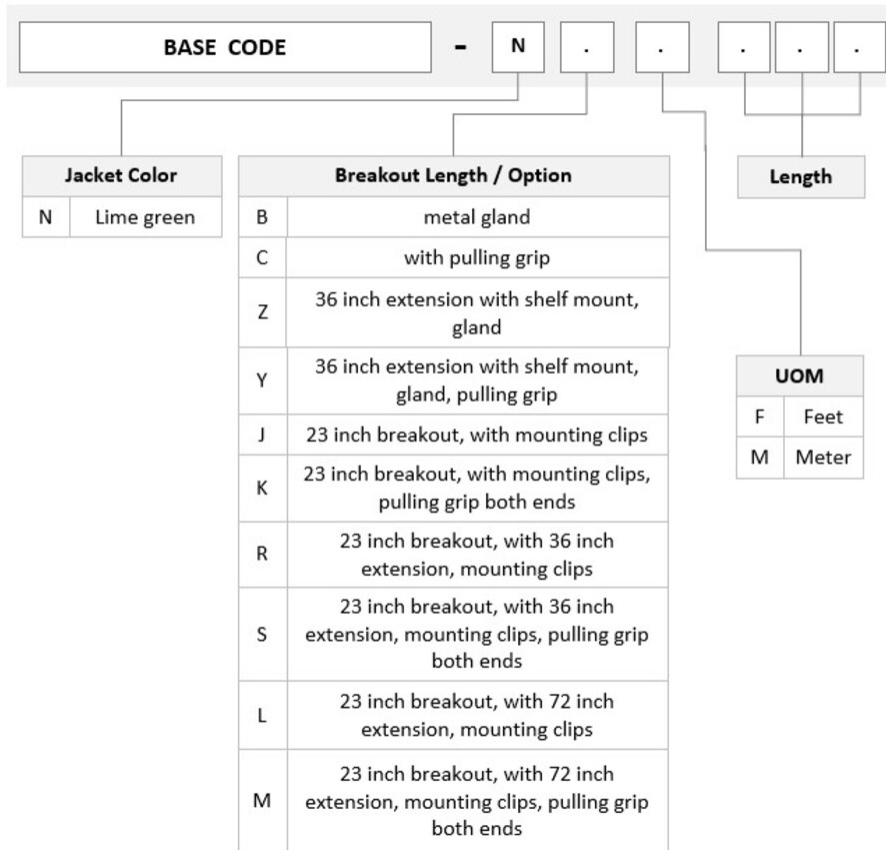 BASE CODE - N . . . . .
Jacket Color
N Lime green
Breakout Length / Option
B metal gland
C with pulling grip
Z 36 inch extension with shelf mount,
gland
Y 36 inch extension with shelf mount,
gland, pulling grip
J 23 inch breakout, with mounting clips
K 23 inch breakout, with mounting clips,
pulling grip both ends
R 23 inch breakout, with 36 inch
extension, mounting clips
S 23 inch breakout, with 36 inch
extension, mounting clips, pulling grip
both ends
L 23 inch breakout, with 72 inch
extension, mounting clips
M 23 inch breakout, with 72 inch
extension, mounting clips, pulling grip
both ends
Length
UOM
F Feet
M Meter